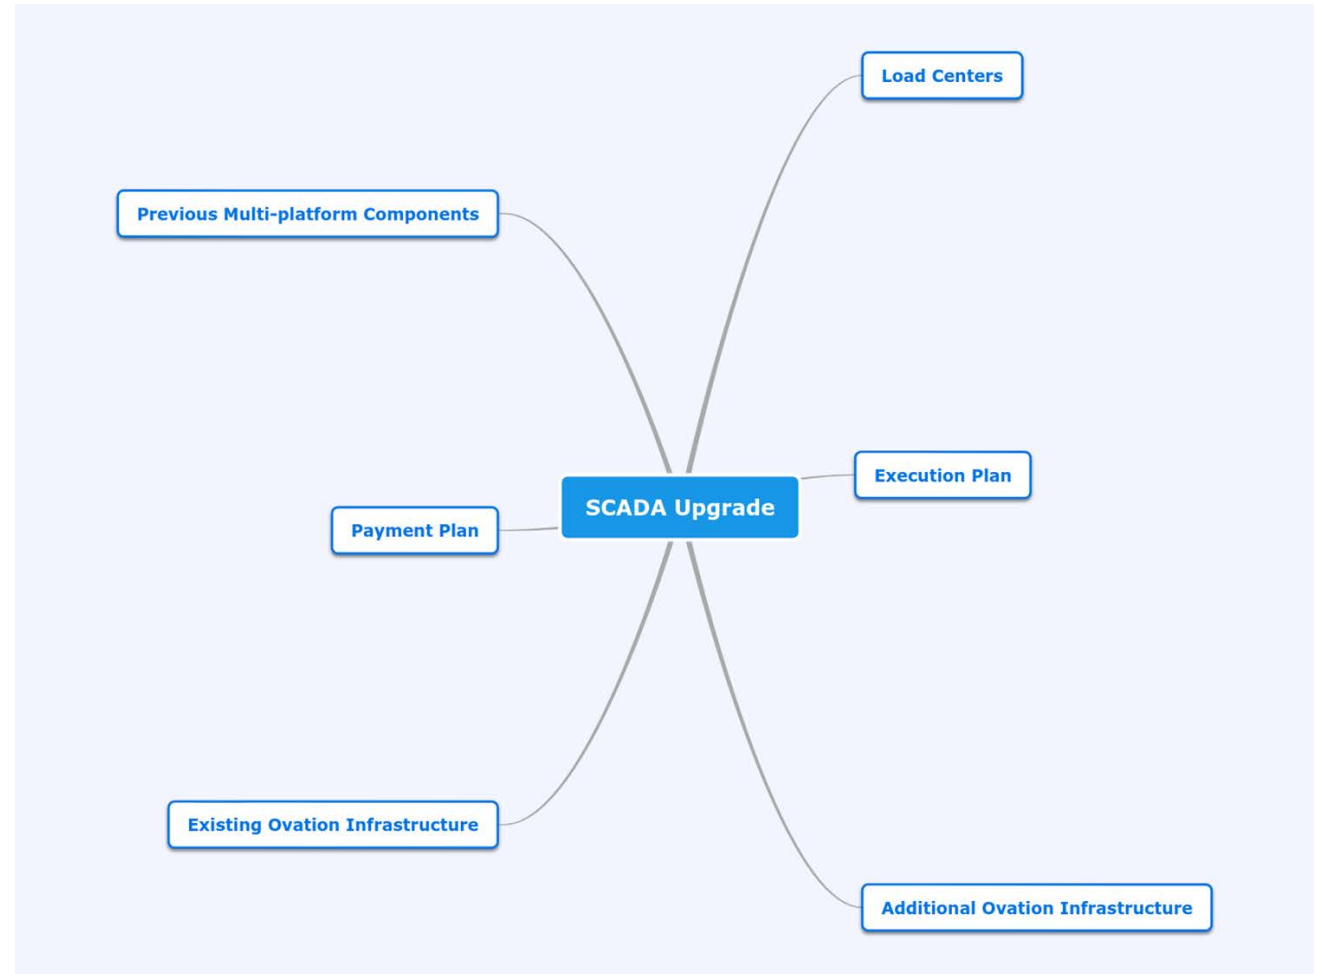 Load Centers
Previous Multi-platform Components
Execution Plan
SCADA Upgrade
Payment Plan
Existing Ovation Infrastructure
Additional Ovation Infrastructure